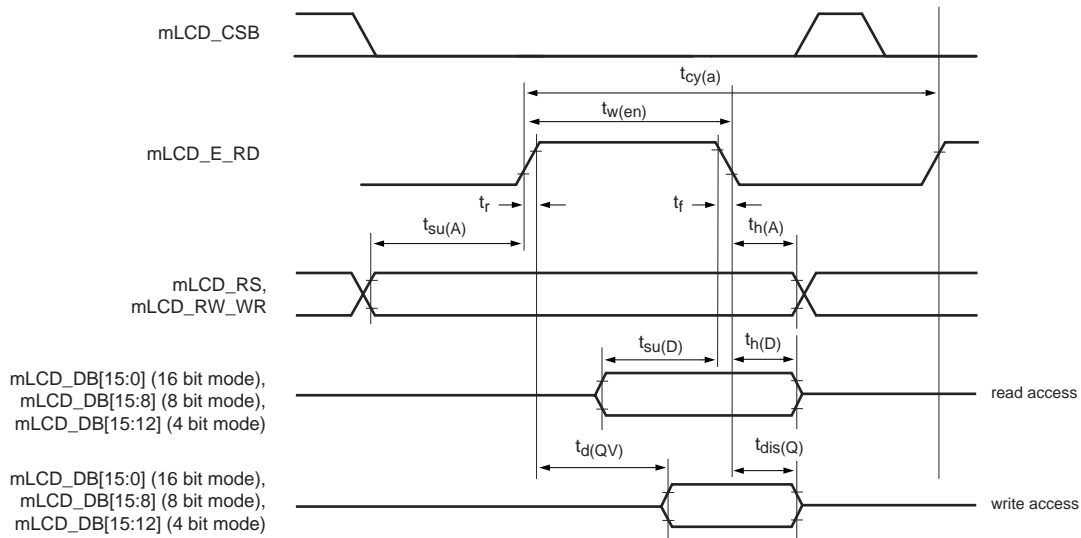 mLCD_CSB
tcy(a)
tw(en)
mLCD_E_RD
tr
tf
tsu(A)
th(A)
mLCD_RS,
mLCD_RW_WR
tsu(D)
th(D)
mLCD_DB[15:0] (16 bit mode),
mLCD_DB[15:8] (8 bit mode),
mLCD_DB[15:12] (4 bit mode)
read access
td(QV)
tdis(Q)
mLCD_DB[15:0] (16 bit mode),
mLCD_DB[15:8] (8 bit mode),
mLCD_DB[15:12] (4 bit mode)
write access